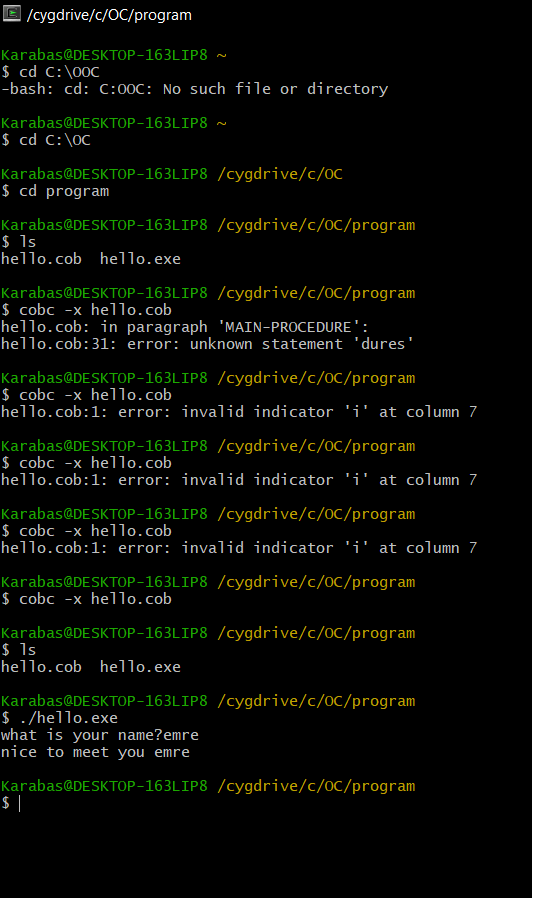 /cygdrive/c/OC/program
Karabas@DESKTOP-163LIP8 ~
$ cd C:\OOC
-bash: cd: C:OOC: No such file or directory
Karabas@DESKTOP-163LIP8 ~
$ cd C:\OC
Karabas@DESKTOP-163LIP8 /cygdrive/c/OC
$ cd program
Karabas@DESKTOP-163LIP8 /cygdrive/c/OC/program
$ ls
hello.cob  hello.exe
Karabas@DESKTOP-163LIP8 /cygdrive/c/OC/program
$ cobc -x hello.cob
hello.cob: in paragraph 'MAIN-PROCEDURE':
hello.cob:31: error: unknown statement 'dures'
Karabas@DESKTOP-163LIP8 /cygdrive/c/OC/program
$ cobc -x hello.cob
hello.cob:1: error: invalid indicator 'i' at column 7
Karabas@DESKTOP-163LIP8 /cygdrive/c/OC/program
$ cobc -x hello.cob
hello.cob:1: error: invalid indicator 'i' at column 7
Karabas@DESKTOP-163LIP8 /cygdrive/c/OC/program
$ cobc -x hello.cob
hello.cob:1: error: invalid indicator 'i' at column 7
Karabas@DESKTOP-163LIP8 /cygdrive/c/OC/program
$ cobc -x hello.cob
Karabas@DESKTOP-163LIP8 /cygdrive/c/OC/program
$ ls
hello.cob  hello.exe
Karabas@DESKTOP-163LIP8 /cygdrive/c/OC/program
$ ./hello.exe
what is your name?emre
nice to meet you emre
Karabas@DESKTOP-163LIP8 /cygdrive/c/OC/program
$